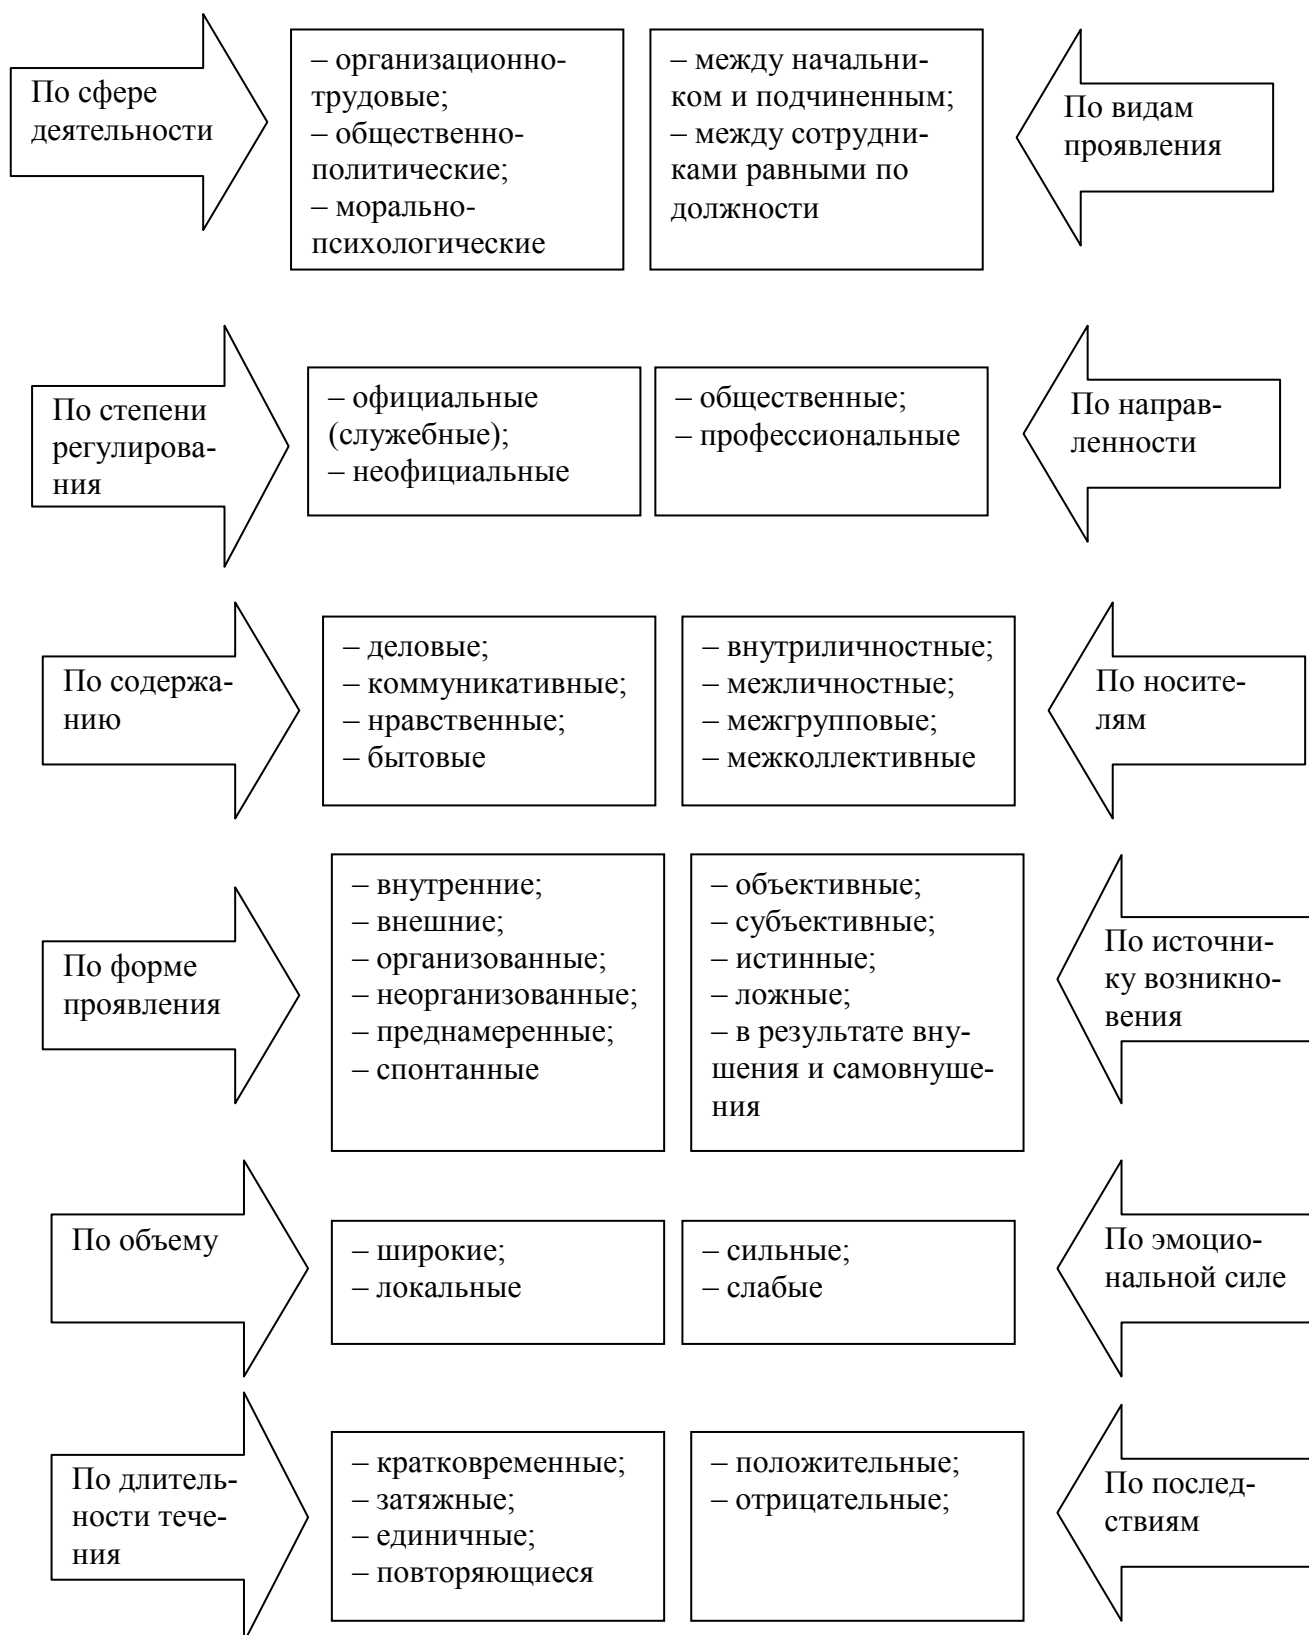 По сфере
деятельности
– организационно-
трудовые;
– общественно-
политические;
– морально-
психологические
– между начальни-
ком и подчиненным;
– между сотрудни-
ками равными по
должности
По видам
проявления
По степени
регулирова-
ния
– официальные
(служебные);
– неофициальные
– общественные;
– профессиональные
По направ-
ленности
По содержа-
нию
– деловые;
– коммуникативные;
– нравственные;
– бытовые
– внутриличностные;
– межличностные;
– межгрупповые;
– межколлективные
По носите-
лям
По форме
проявления
– внутренние;
– внешние;
– организованные;
– неорганизованные;
– преднамеренные;
– спонтанные
– объективные;
– субъективные;
– истинные;
– ложные;
– в результате вну-
шения и самовнуше-
ния
По источни-
ку возникно-
вения
По объему
– широкие;
– локальные
– сильные;
– слабые
По эмоцио-
нальной силе
По длитель-
ности тече-
ния
– кратковременные;
– затяжные;
– единичные;
– повторяющиеся
– положительные;
– отрицательные;
По послед-
ствиям